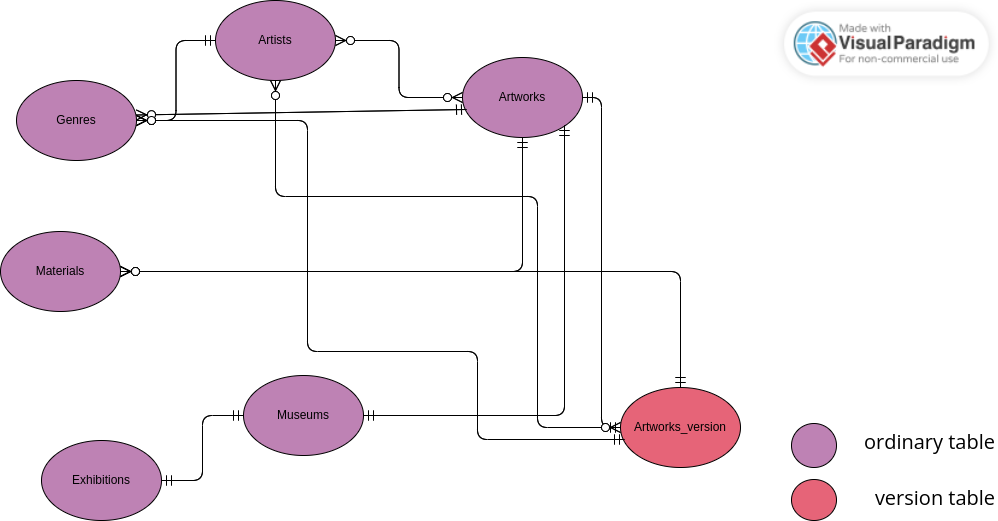 Artists
Made with
Visual Paradigm
For non-commercial use
Artworks
Genres
Materials
Museums
Artworks_version
ordinary table
Exhibitions
version table